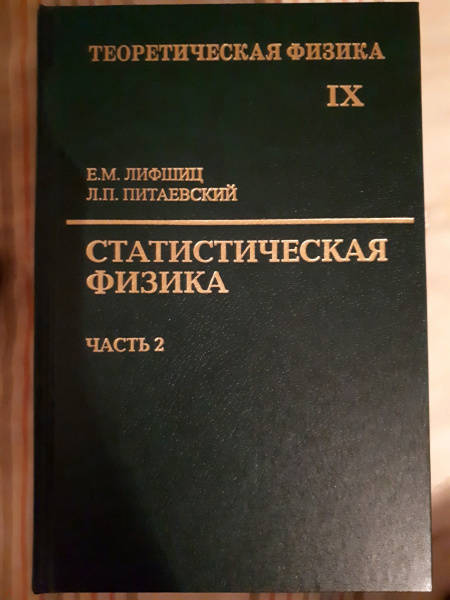 ТЕОРЕТИЧЕСКАЯ ФИЗИКА
IX
Е.М. ЛИФШИЦ
Л.П. ПИТАЕВСКИЙ
СТАТИСТИЧЕСКАЯ
ФИЗИКА
ЧАСТЬ 2